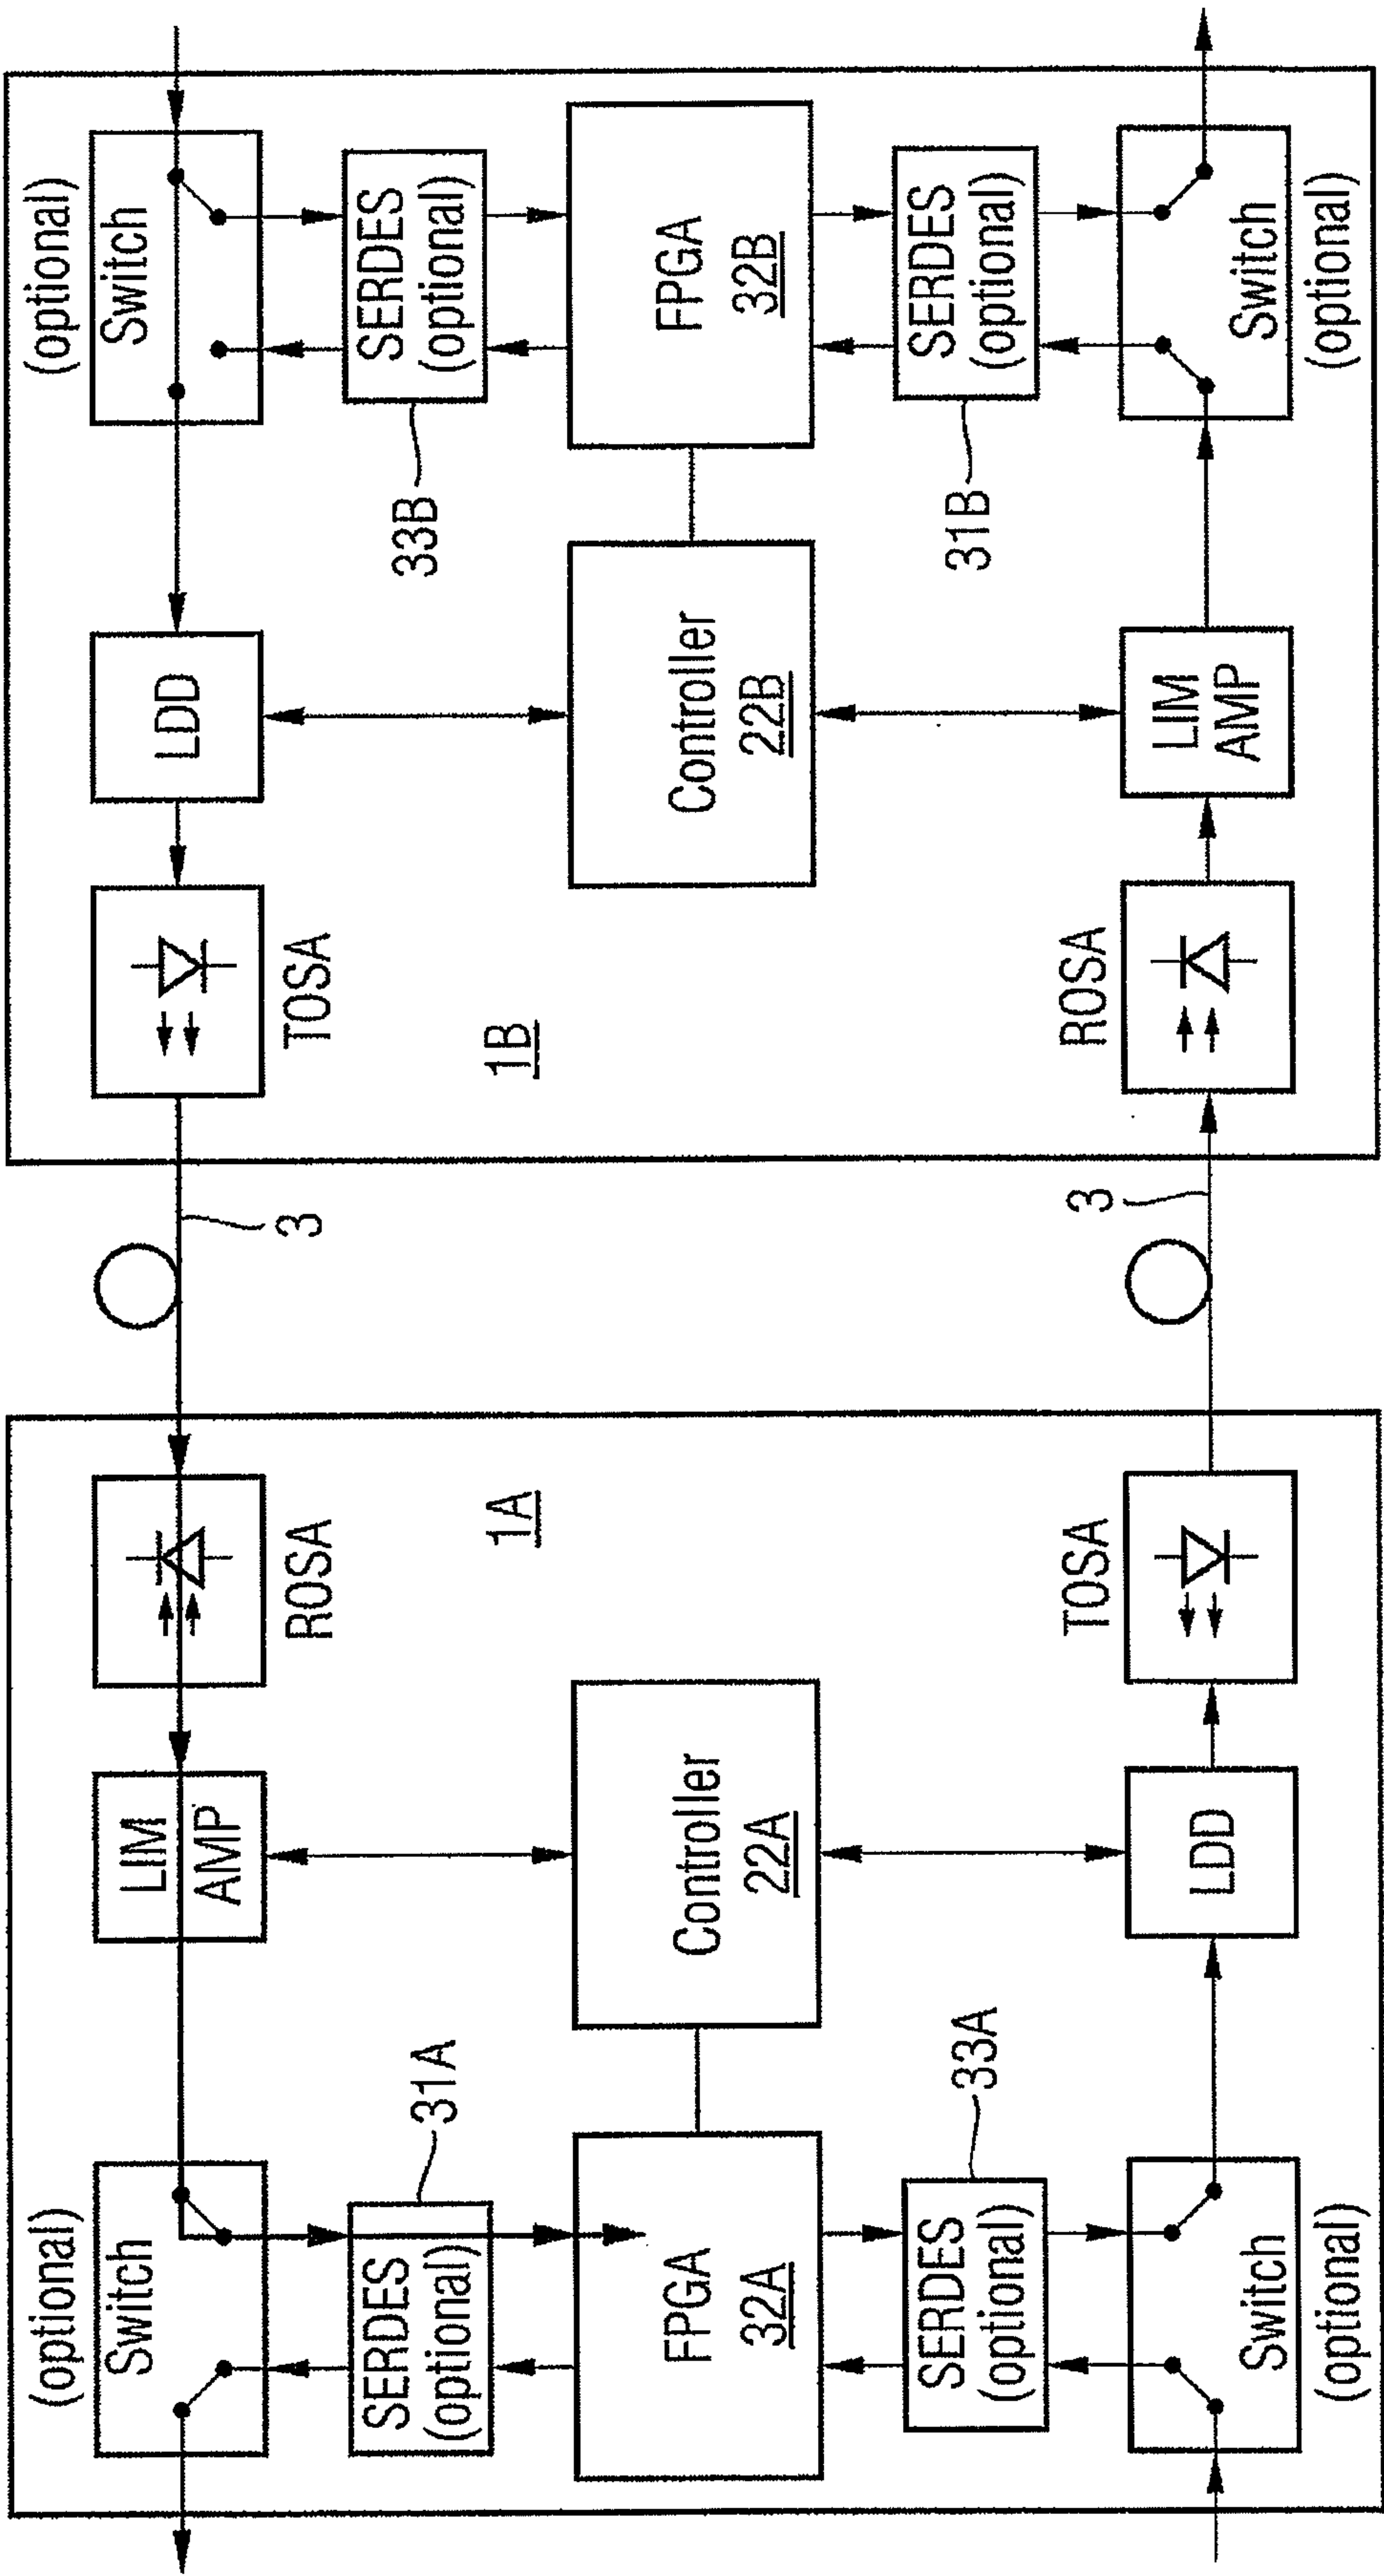 (optional)
Switch
LIM
AMP
ROSA
3
TOSA
LDD
(optional)
Switch
31A
SERDES
(optional)
33B
SERDES
(optional)
1A
1B
FPGA
32A
Controller
22A
Controller
22B
FPGA
32B
33A
SERDES
(optional)
31B
SERDES
(optional)
Switch
(optional)
LDD
TOSA
3
ROSA
LIM
AMP
Switch
(optional)